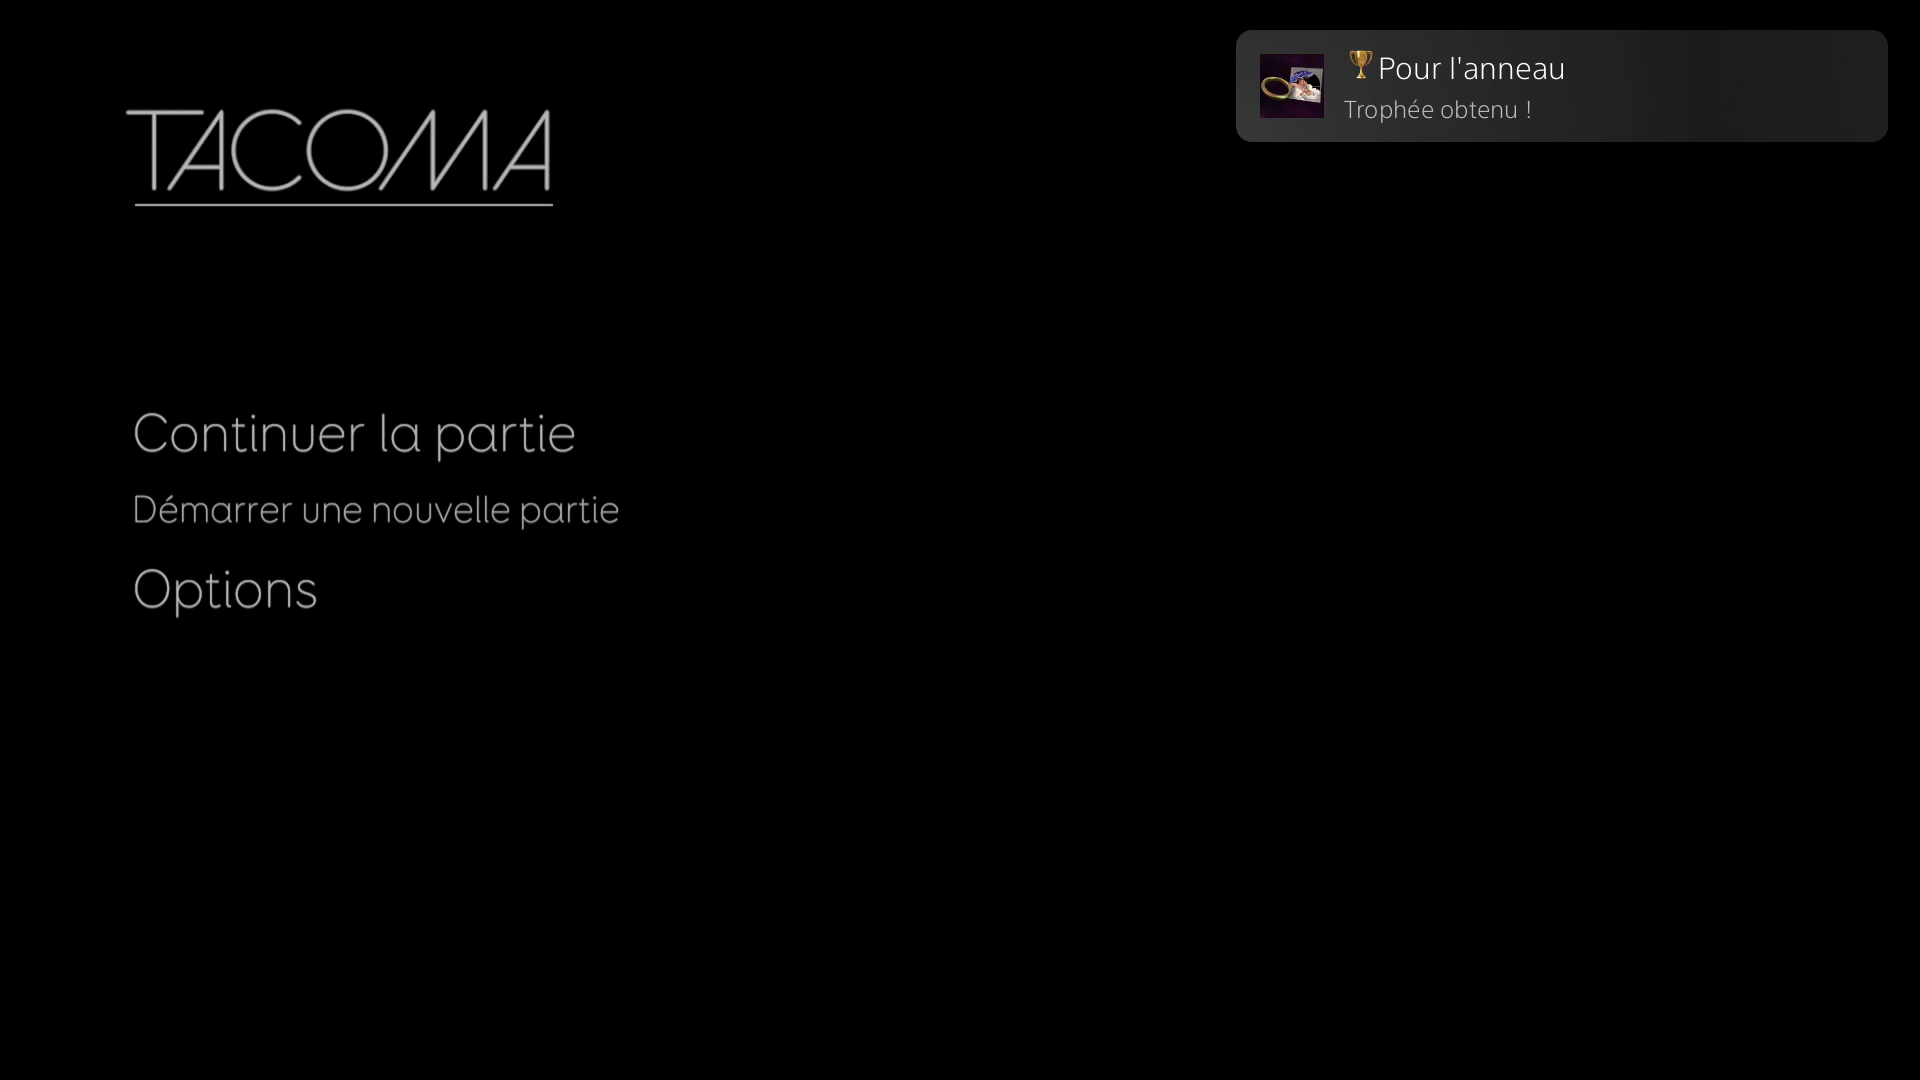 TACOMA
Pour l'anneau
Trophée obtenu !
Continuer la partie
Démarrer une nouvelle partie
Options